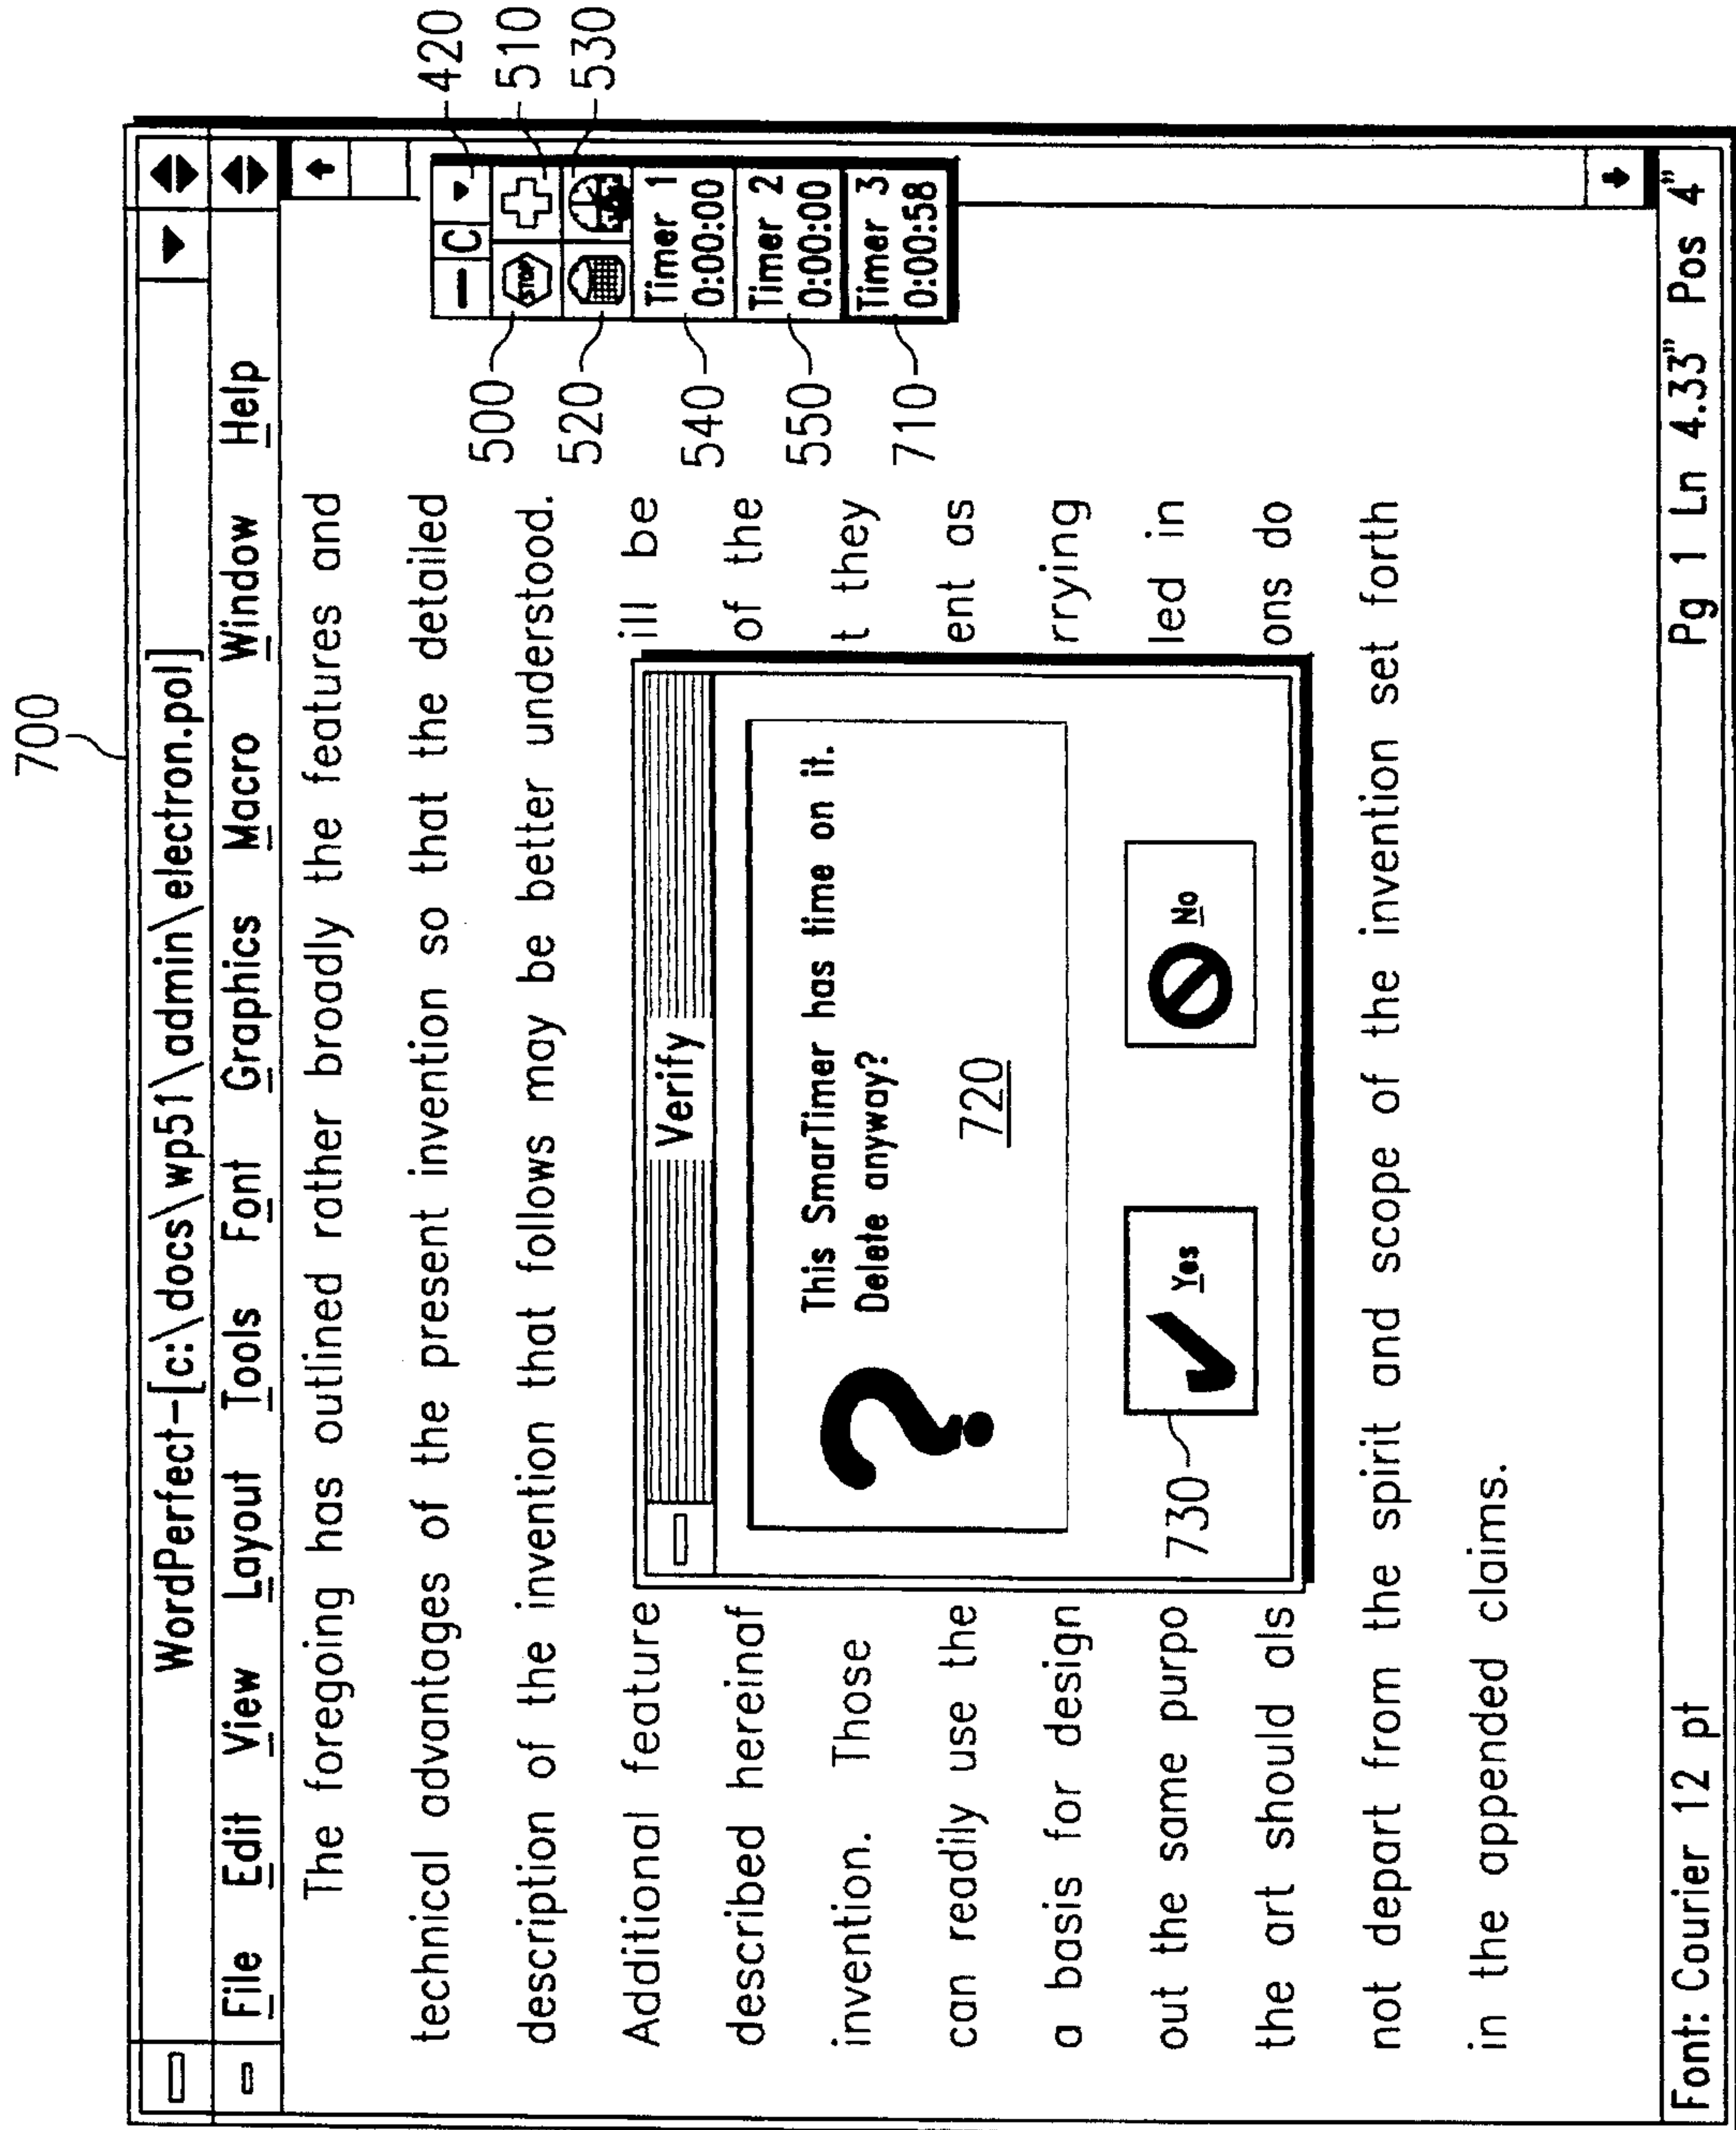 700
WordPerfect-[c:\docs\wp51\admin\electron.pol]
File Edit View Layout Tools Font Graphics Macro Window Help
The foregoing has outlined rather broadly the features and
technical advantages of the present invention so that the detailed
description of the invention that follows may be better understood.
Additional feature ill be
described hereinaf of the
invention. Those t they
can readily use the ent as
a basis for design rrying
out the same purpo led in
the art should als ons do
not depart from the spirit and scope of the invention set forth
in the appended claims.
Verify
This SmarTimer has time on it.
Delete anyway?
720
730
Yes
No
C
420
500
STOP
510
520
530
540
Timer 1
0:00:00
550
Timer 2
0:00:00
710
Timer 3
0:00:58
Font: Courier 12 pt Pg 1 Ln 4.33" Pos 4"